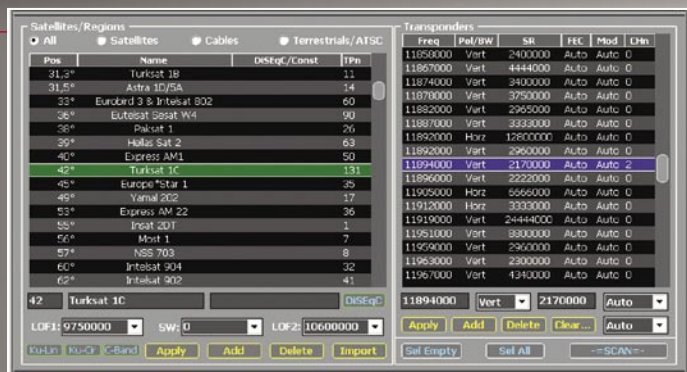 Satellites/Regions
All Satellites Cables Terrestrials/ATSC
Pos Name DiSEqC/Const TPn
31,3° Turksat 1B 11
31,5° Astra 1D/5A 14
33° Eurobird 3 & Intelsat 802 60
36° Eutelsat Sesat W4 90
38° Paksat 1 26
39° Hellas Sat 2 63
40° Express AM1 50
42° Turksat 1C 131
45° Europe*Star 1 35
49° Yamal 202 17
53° Express AM 22 36
55° Insat 2DT 1
56° Most 1 7
57° NSS 703 8
60° Intelsat 904 32
62° Intelsat 902 41
42 Turksat 1C DiSEqC
LOF1: 9750000 SW: 0 LOF2: 10600000
Ku-Lin Ku-Cir C-Band Apply Add Delete Import
Transponders
Freq Pol/BW SR FEC Mod CHn
11858000 Vert 2400000 Auto Auto 0
11867000 Vert 4444000 Auto Auto 0
11874000 Vert 3400000 Auto Auto 0
11878000 Vert 3750000 Auto Auto 0
11882000 Vert 2965000 Auto Auto 0
11887000 Vert 3333000 Auto Auto 0
11892000 Horz 12800000 Auto Auto 0
11892000 Vert 2960000 Auto Auto 0
11894000 Vert 2170000 Auto Auto 2
11896000 Vert 2222000 Auto Auto 0
11905000 Horz 6666000 Auto Auto 0
11912000 Horz 3333000 Auto Auto 0
11919000 Vert 24444000 Auto Auto 0
11951000 Vert 8800000 Auto Auto 0
11959000 Vert 2960000 Auto Auto 0
11963000 Vert 2300000 Auto Auto 0
11967000 Vert 4340000 Auto Auto 0
11894000 Vert 2170000 Auto
Apply Add Delete Clear... Auto
Sel Empty Sel All -=SCAN=-